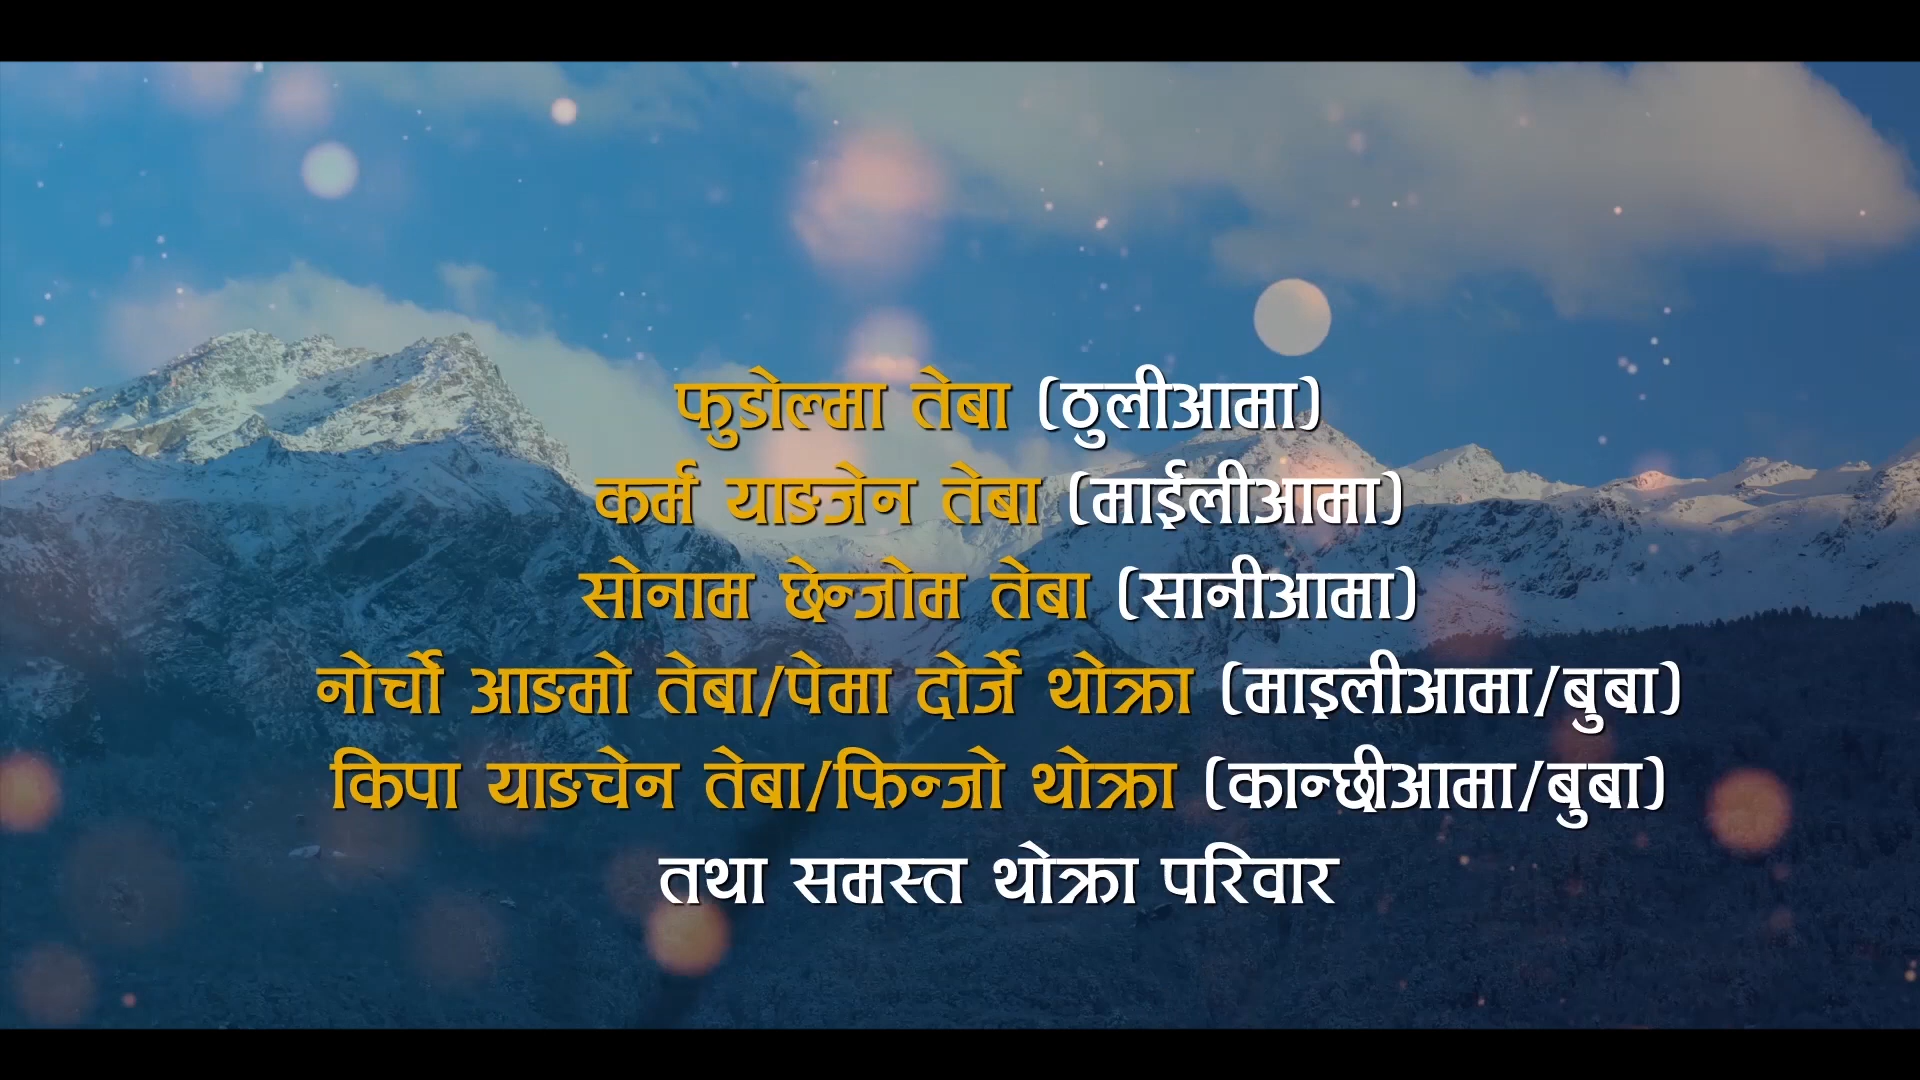 फुडोल्मा तेबा (ठुलीआमा)
कर्म याङजेन तेबा (माईलीआमा)
सोनाम छेन्जोम तेबा (सानीआमा)
नोर्चो आङमो तेबा/पेमा दोर्जे थोक्रा (माइलीआमा/बुबा)
किपा याङचेन तेबा/फिन्जो थोक्रा (कान्छीआमा/बुबा)
तथा समस्त थोक्रा परिवार